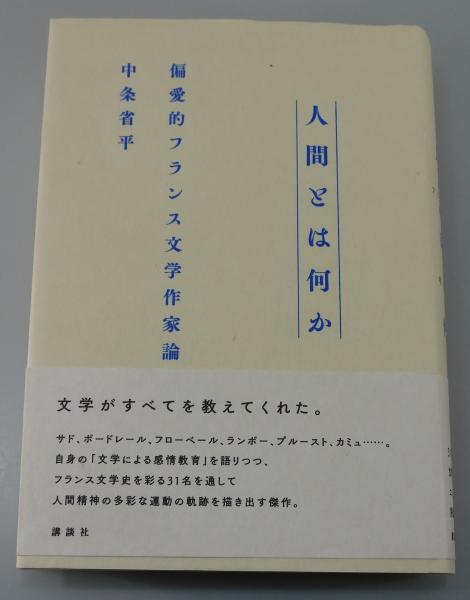 人間とは何か
偏愛的フランス文学作家論
中条省平
文学がすべてを教えてくれた。
サド、ボードレール、フローベール、ランボー、プルースト、カミュ……。
自身の「文学による感情教育」を語りつつ、
フランス文学史を彩る31名を通して
人間精神の多彩な運動の軌跡を描き出す傑作。
講談社